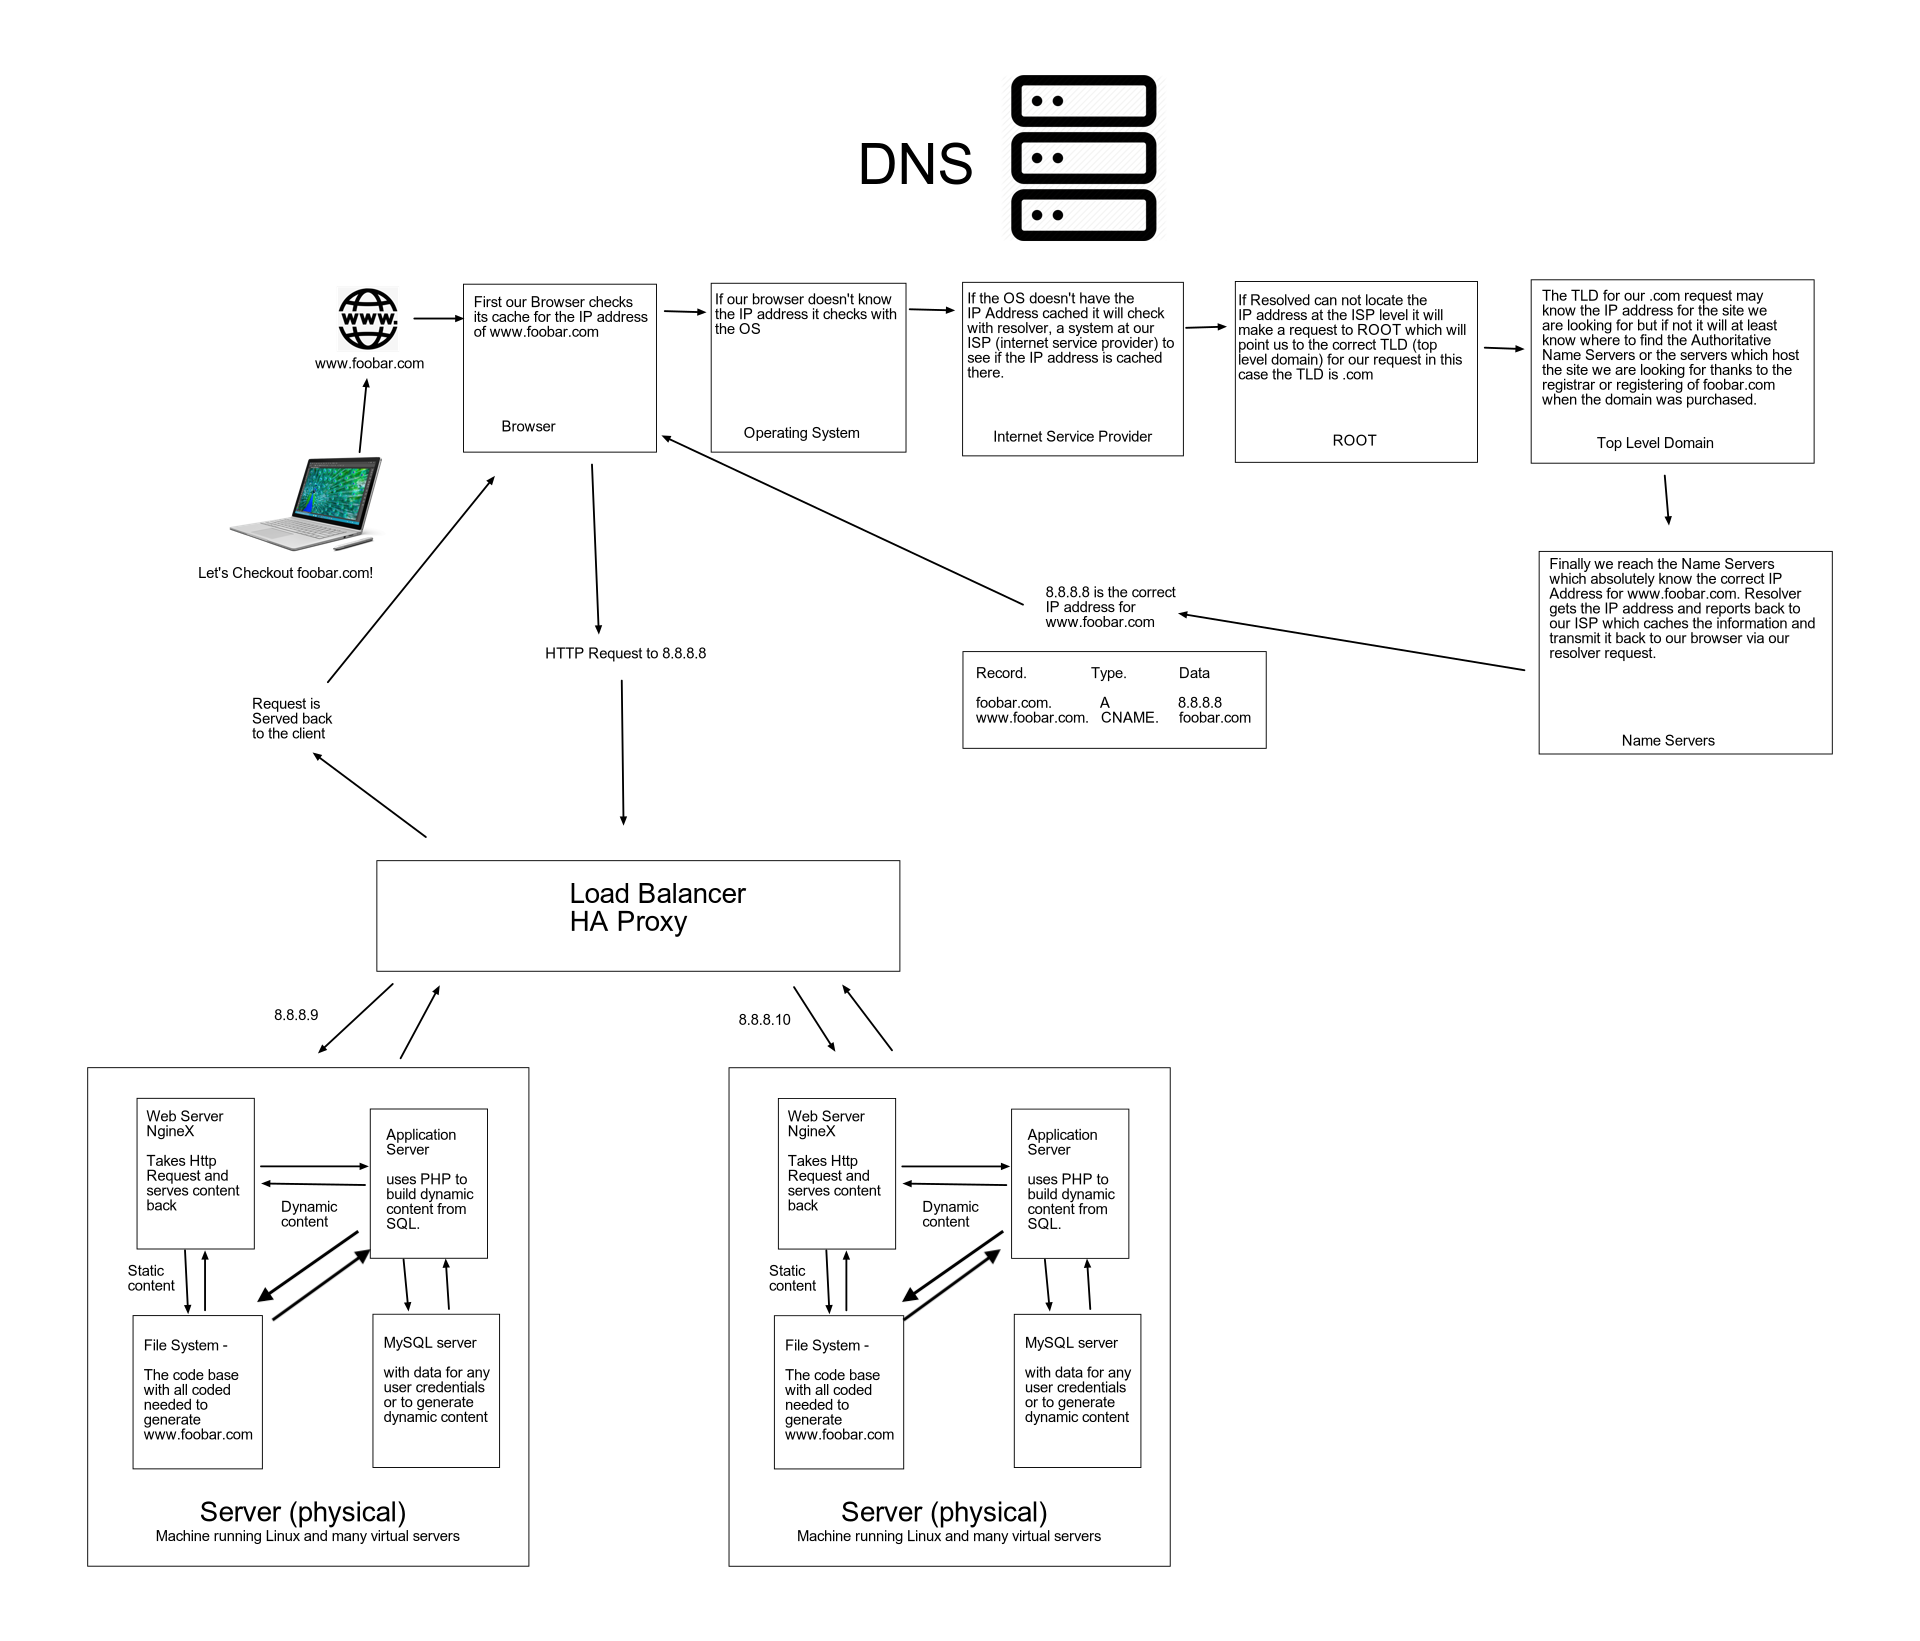 DNS
www.
www.foobar.com
Let's Checkout foobar.com!
First our Browser checks
its cache for the IP address
of www.foobar.com
Browser
If our browser doesn't know
the IP address it checks with
the OS
Operating System
If the OS doesn't have the
IP Address cached it will check
with resolver, a system at our
ISP (internet service provider) to
see if the IP address is cached
there.
Internet Service Provider
If Resolved can not locate the
IP address at the ISP level it will
make a request to ROOT which will
point us to the correct TLD (top
level domain) for our request in this
case the TLD is .com
ROOT
The TLD for our .com request may
know the IP address for the site we
are looking for but if not it will at least
know where to find the Authoritative
Name Servers or the servers which host
the site we are looking for thanks to the
registrar or registering of foobar.com
when the domain was purchased.
Top Level Domain
Finally we reach the Name Servers
which absolutely know the correct IP
Address for www.foobar.com. Resolver
gets the IP address and reports back to
our ISP which caches the information and
transmit it back to our browser via our
resolver request.
Name Servers
8.8.8.8 is the correct
IP address for
www.foobar.com
Record. Type. Data
foobar.com. A 8.8.8.8
www.foobar.com. CNAME. foobar.com
HTTP Request to 8.8.8.8
Request is
Served back
to the client
Load Balancer
HA Proxy
8.8.8.9
8.8.8.10
Web Server
NgineX
Takes Http
Request and
serves content
back
Application
Server
uses PHP to
build dynamic
content from
SQL.
Dynamic
content
Static
content
File System -
The code base
with all coded
needed to
generate
www.foobar.com
MySQL server
with data for any
user credentials
or to generate
dynamic content
Server (physical)
Machine running Linux and many virtual servers
Web Server
NgineX
Takes Http
Request and
serves content
back
Application
Server
uses PHP to
build dynamic
content from
SQL.
Dynamic
content
Static
content
File System -
The code base
with all coded
needed to
generate
www.foobar.com
MySQL server
with data for any
user credentials
or to generate
dynamic content
Server (physical)
Machine running Linux and many virtual servers